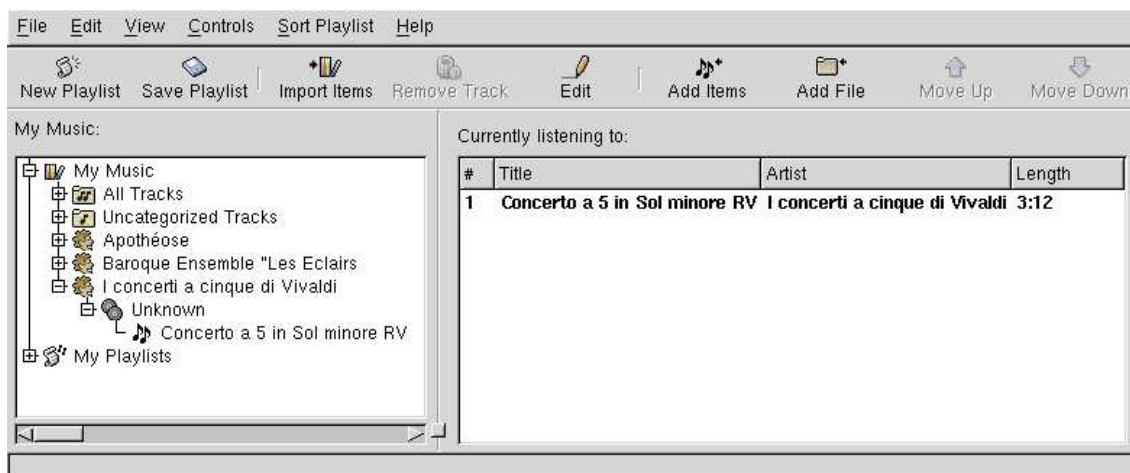 File Edit View Controls Sort Playlist Help
New Playlist Save Playlist Import Items Remove Track Edit Add Items Add File Move Up Move Down
My Music:
My Music
All Tracks
Uncategorized Tracks
Apothéose
Baroque Ensemble "Les Eclairs
I concerti a cinque di Vivaldi
Unknown
Concerto a 5 in Sol minore RV
My Playlists
Currently listening to:
# Title Artist Length
1 Concerto a 5 in Sol minore RV I concerti a cinque di Vivaldi 3:12